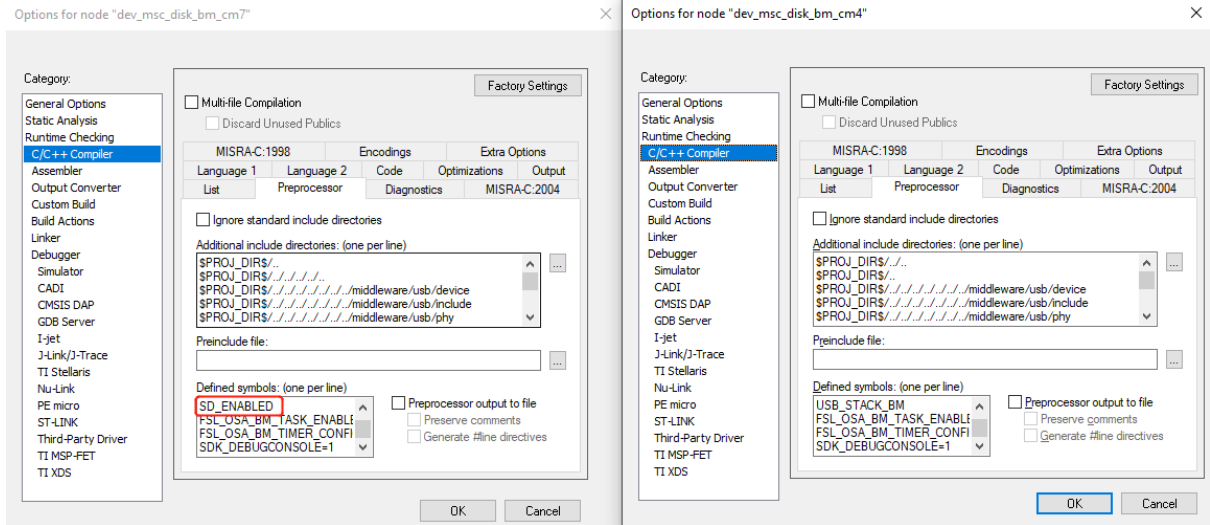 Options for node "dev_msc_disk_bm_cm7"
Category:
General Options
Static Analysis
Runtime Checking
C/C++ Compiler
Assembler
Output Converter
Custom Build
Build Actions
Linker
Debugger
Simulator
CADI
CMSIS DAP
GDB Server
I-jet
J-Link/J-Trace
TI Stellaris
Nu-Link
PE micro
ST-LINK
Third-Party Driver
TI MSP-FET
TI XDS
Factory Settings
Multi-file Compilation
Discard Unused Publics
MISRA-C:1998 Encodings Extra Options
Language 1 Language 2 Code Optimizations Output
List Preprocessor Diagnostics MISRA-C:2004
Ignore standard include directories
Additional include directories: (one per line)
$PROJ_DIR$/..
$PROJ_DIR$/../../../../..
$PROJ_DIR$/../../../../../../../middleware/usb/device
$PROJ_DIR$/../../../../../../../middleware/usb/include
$PROJ_DIR$/../../../../../../../middleware/usb/phy
...
Preinclude file:
...
Defined symbols: (one per line)
SD_ENABLED
FSL_OSA_BM_TASK_ENABLE
FSL_OSA_BM_TIMER_CONFI
SDK_DEBUGCONSOLE=1
Preprocessor output to file
Preserve comments
Generate #line directives
OK Cancel
Options for node "dev_msc_disk_bm_cm4"
Category:
General Options
Static Analysis
Runtime Checking
C/C++ Compiler
Assembler
Output Converter
Custom Build
Build Actions
Linker
Debugger
Simulator
CADI
CMSIS DAP
GDB Server
I-jet
J-Link/J-Trace
TI Stellaris
Nu-Link
PE micro
ST-LINK
Third-Party Driver
TI MSP-FET
TI XDS
Factory Settings
Multi-file Compilation
Discard Unused Publics
MISRA-C:1998 Encodings Extra Options
Language 1 Language 2 Code Optimizations Output
List Preprocessor Diagnostics MISRA-C:2004
Ignore standard include directories
Additional include directories: (one per line)
$PROJ_DIR$/../..
$PROJ_DIR$/..
$PROJ_DIR$/../../../../../../../middleware/usb/device
$PROJ_DIR$/../../../../../../../middleware/usb/include
$PROJ_DIR$/../../../../../../../middleware/usb/phy
...
Preinclude file:
...
Defined symbols: (one per line)
USB_STACK_BM
FSL_OSA_BM_TASK_ENABLE
FSL_OSA_BM_TIMER_CONFI
SDK_DEBUGCONSOLE=1
Preprocessor output to file
Preserve comments
Generate #line directives
OK Cancel